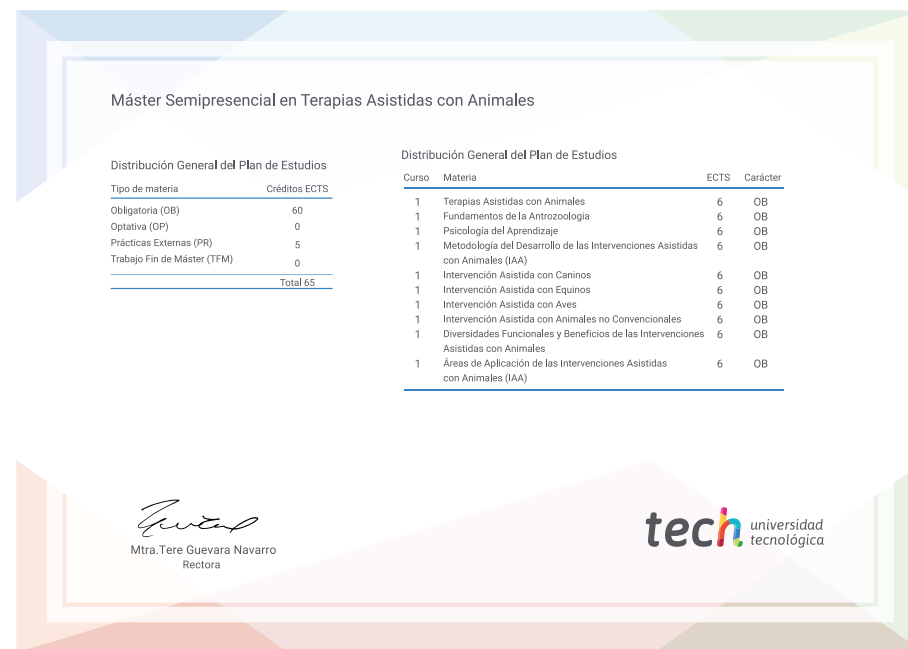 Máster Semipresencial en Terapias Asistidas con Animales
Distribución General del Plan de Estudios
Tipo de materia Créditos ECTS
Obligatoria (OB) 60
Optativa (OP) 0
Prácticas Externas (PR) 5
Trabajo Fin de Máster (TFM) 0
Total 65
Distribución General del Plan de Estudios
Curso Materia ECTS Carácter
1 Terapias Asistidas con Animales 6 OB
1 Fundamentos de la Antrozoologia 6 OB
1 Psicología del Aprendizaje 6 OB
1 Metodología del Desarrollo de las Intervenciones Asistidas 6 OB
con Animales (IAA)
1 Intervención Asistida con Caninos 6 OB
1 Intervención Asistida con Equinos 6 OB
1 Intervención Asistida con Aves 6 OB
1 Intervención Asistida con Animales no Convencionales 6 OB
1 Diversidades Funcionales y Beneficios de las Intervenciones 6 OB
Asistidas con Animales
1 Áreas de Aplicación de las Intervenciones Asistidas 6 OB
con Animales (IAA)
Mtra.Tere Guevara Navarro
Rectora
tech universidad
tecnológica